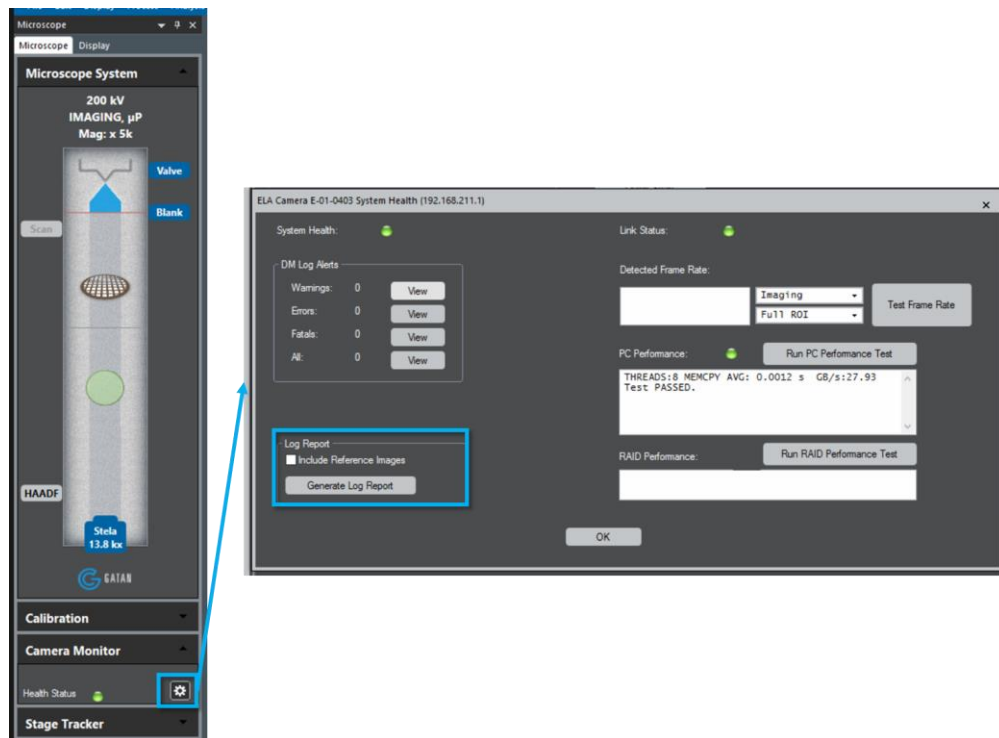 Microscope
Microscope Display
Microscope System
200 kV
IMAGING, µP
Mag: x 5k
Valve
Blank
Scan
HAADF
Stela
13.8 kx
GATAN
Calibration
Camera Monitor
Health Status
Stage Tracker
ELA Camera E-01-0403 System Health (192.168.211.1)
System Health:
DM Log Alerts
Warnings: 0 View
Errors: 0 View
Fatals: 0 View
All: 0 View
Log Report
Include Reference Images
Generate Log Report
Link Status:
Detected Frame Rate:
Imaging
Full ROI
Test Frame Rate
PC Performance: Run PC Performance Test
THREADS:8 MEMCPY AVG: 0.0012 s GB/s:27.93
Test PASSED.
RAID Performance: Run RAID Performance Test
OK